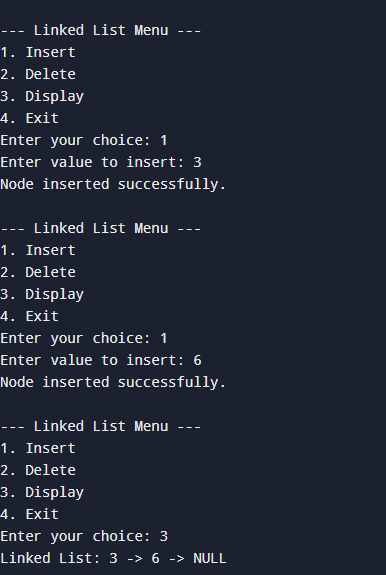 --- Linked List Menu ---
1. Insert
2. Delete
3. Display
4. Exit
Enter your choice: 1
Enter value to insert: 3
Node inserted successfully.
--- Linked List Menu ---
1. Insert
2. Delete
3. Display
4. Exit
Enter your choice: 1
Enter value to insert: 6
Node inserted successfully.
--- Linked List Menu ---
1. Insert
2. Delete
3. Display
4. Exit
Enter your choice: 3
Linked List: 3 -> 6 -> NULL